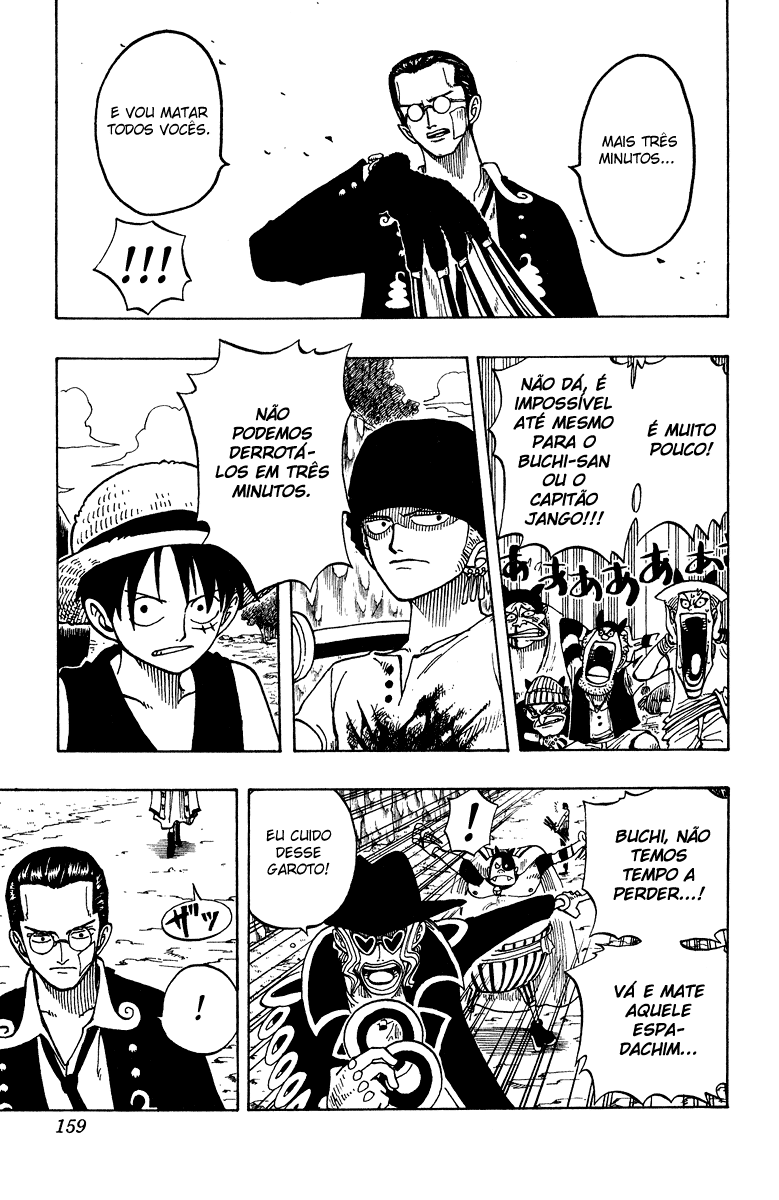 MAIS TRÊS
MINUTOS...
E VOU MATAR
TODOS VOCÊS.
!!!
É MUITO
POUCO!
NÃO DÁ, É
IMPOSSÍVEL
ATÉ MESMO
PARA O
BUCHI-SAN
OU O
CAPITÃO
JANGO!!!
あ
あ
あ
あ
あ
NÃO
PODEMOS
DERROTÁ-
LOS EM TRÊS
MINUTOS.
BUCHI, NÃO
TEMOS
TEMPO A
PERDER...!
VÁ E MATE
AQUELE
ESPA-
DACHIM...
!
EU CUIDO
DESSE
GAROTO!
ザッ
!
159